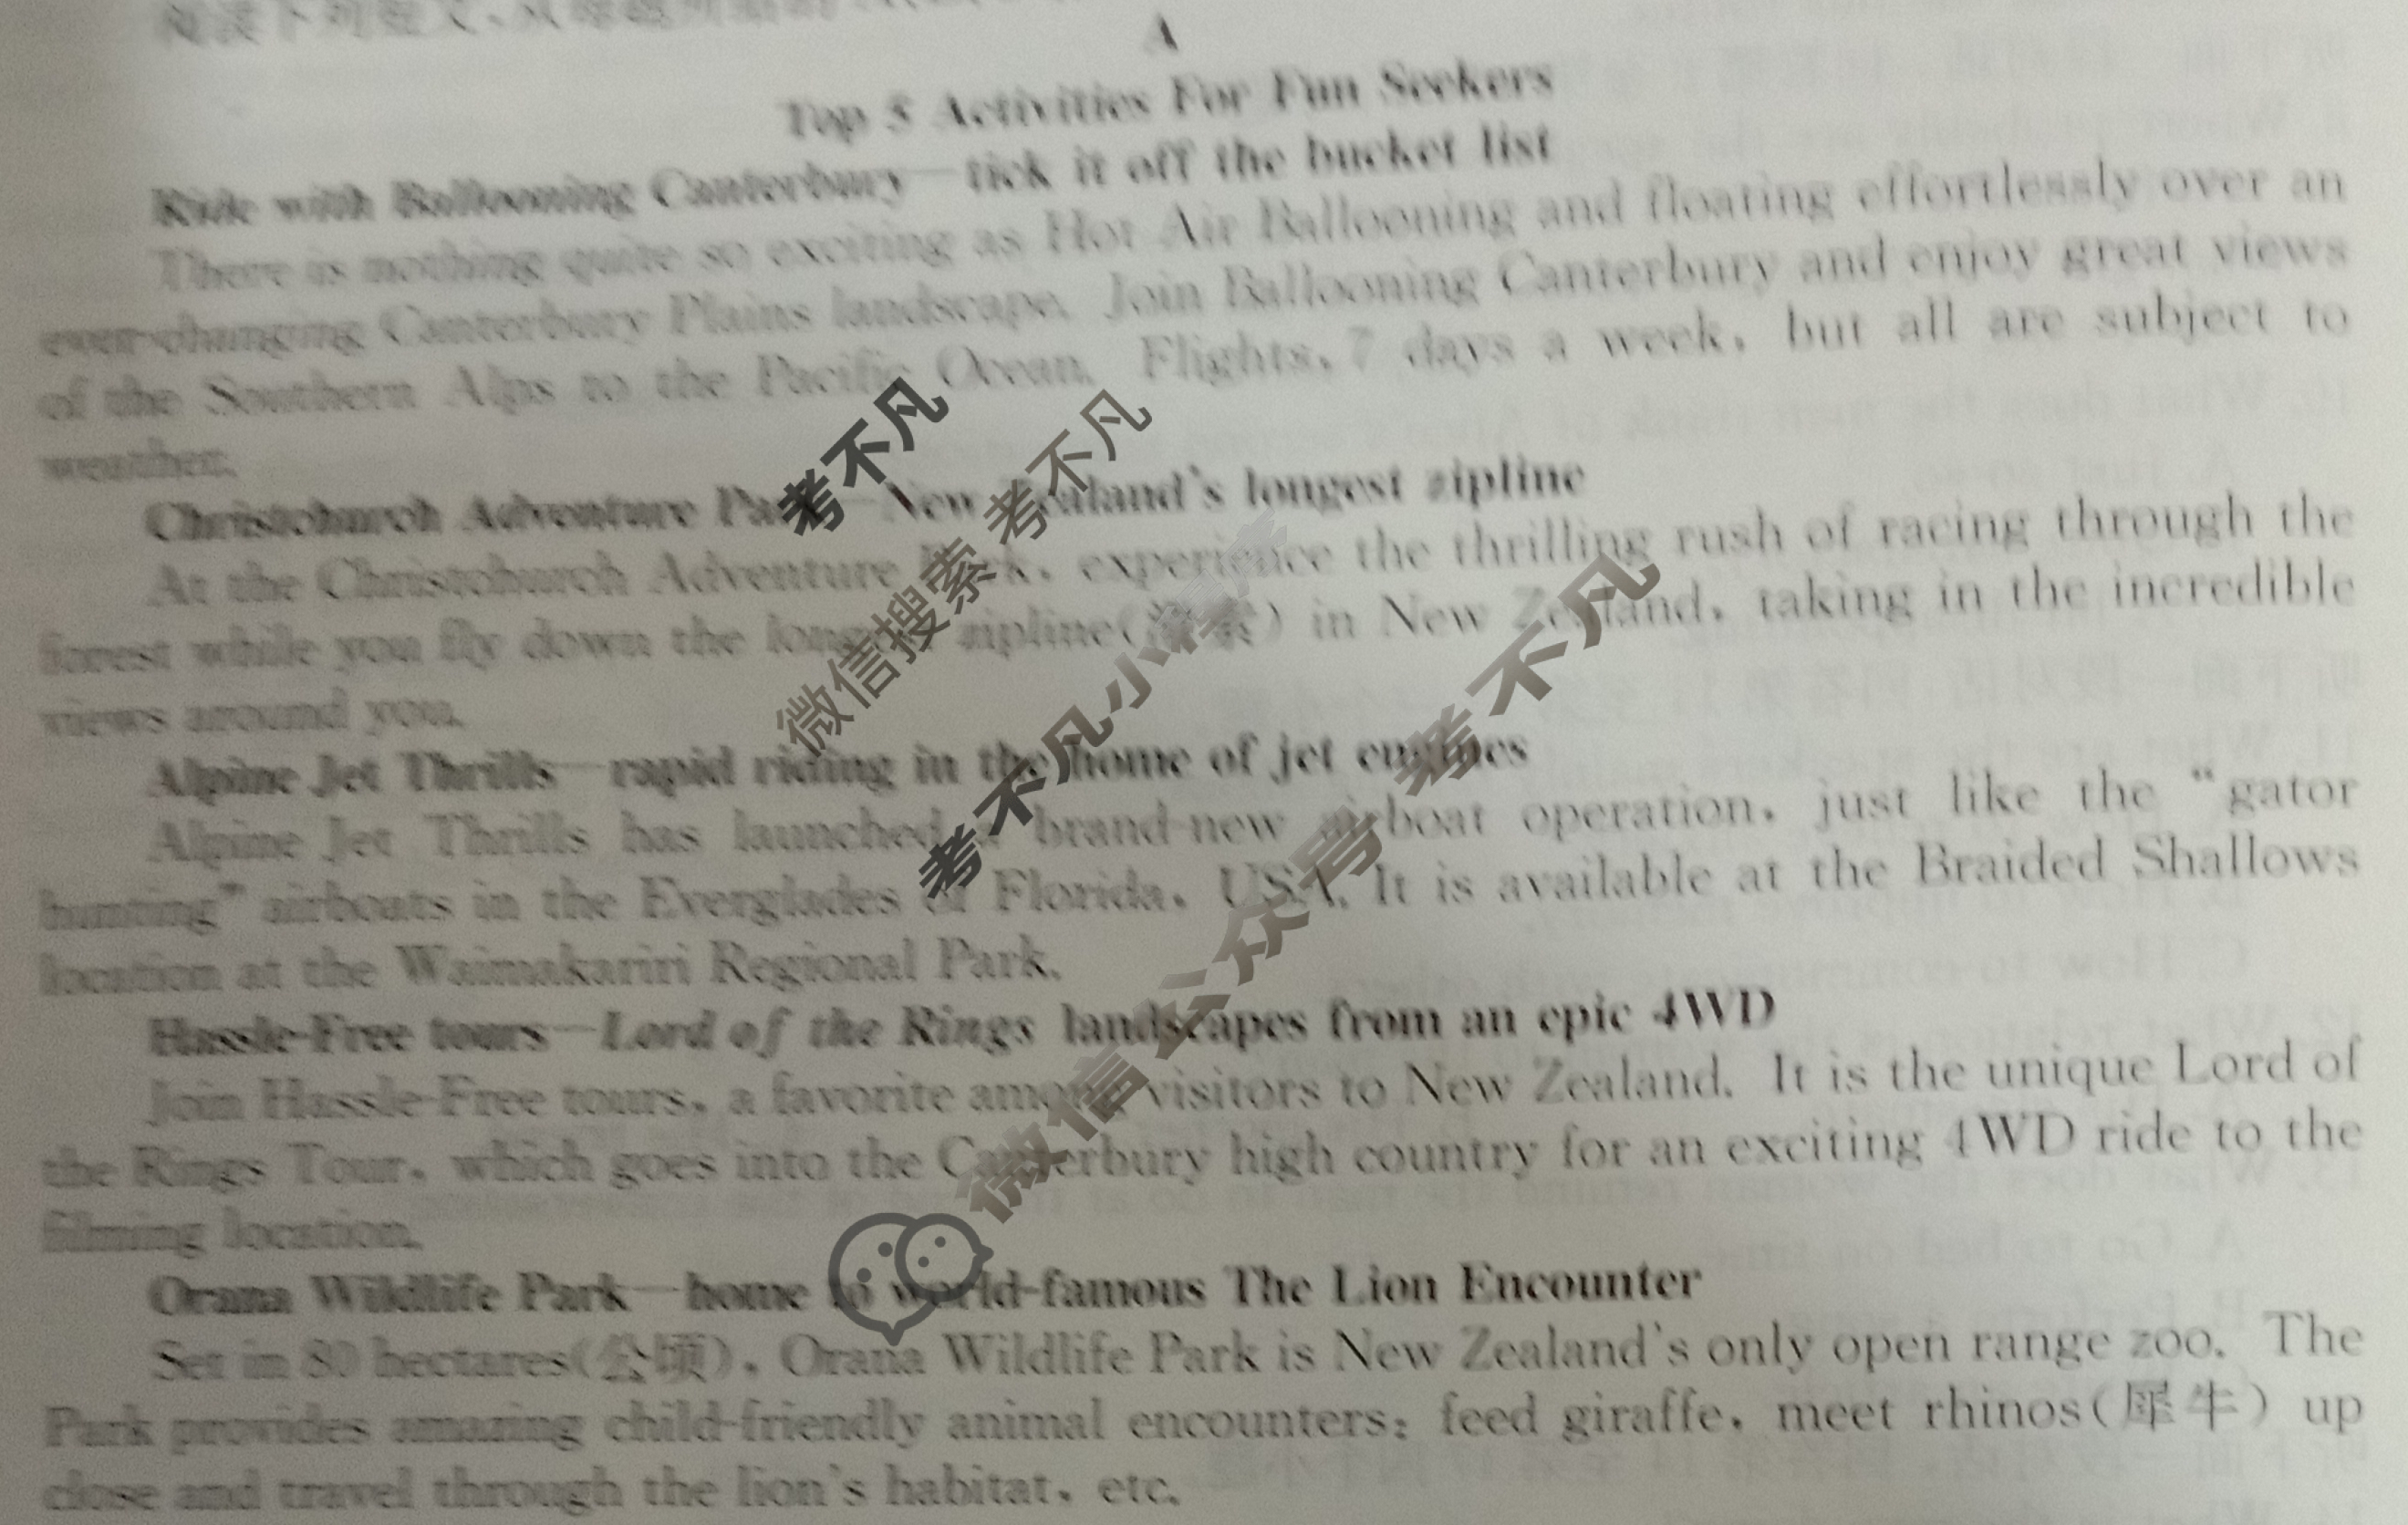 阅读下列短文,从每题所给的
A
Top 5 Activities For Fun Seekers
Ride with Ballooning Canterbury—tick it off the bucket list
There is nothing quite so exciting as Hot Air Ballooning and floating effortlessly over an
ever-changing Canterbury Plains landscape. Join Ballooning Canterbury and enjoy great views
of the Southern Alps to the Pacific Ocean. Flights, 7 days a week, but all are subject to
weather.
Christchurch Adventure Park—New Zealand's longest zipline
At the Christchurch Adventure Park, experience the thrilling rush of racing through the
forest while you fly down the longest zipline(滑索) in New Zealand, taking in the incredible
views around you.
Alpine Jet Thrills—rapid riding in the home of jet engines
Alpine Jet Thrills has launched a brand-new airboat operation, just like the "gator
hunting" airboats in the Everglades of Florida, USA. It is available at the Braided Shallows
location at the Waimakariri Regional Park.
Hassle-Free tours—Lord of the Rings landscapes from an epic 4WD
Join Hassle-Free tours, a favorite among visitors to New Zealand. It is the unique Lord of
the Rings Tour, which goes into the Canterbury high country for an exciting 4WD ride to the
filming location.
Orana Wildlife Park—home to world-famous The Lion Encounter
Set in 80 hectares(公顷), Orana Wildlife Park is New Zealand's only open range zoo. The
Park provides amazing child-friendly animal encounters: feed giraffe, meet rhinos(犀牛) up
close and travel through the lion's habitat, etc.
考不凡
微信搜索 考不凡
考不凡小程序
微信公众号 考不凡